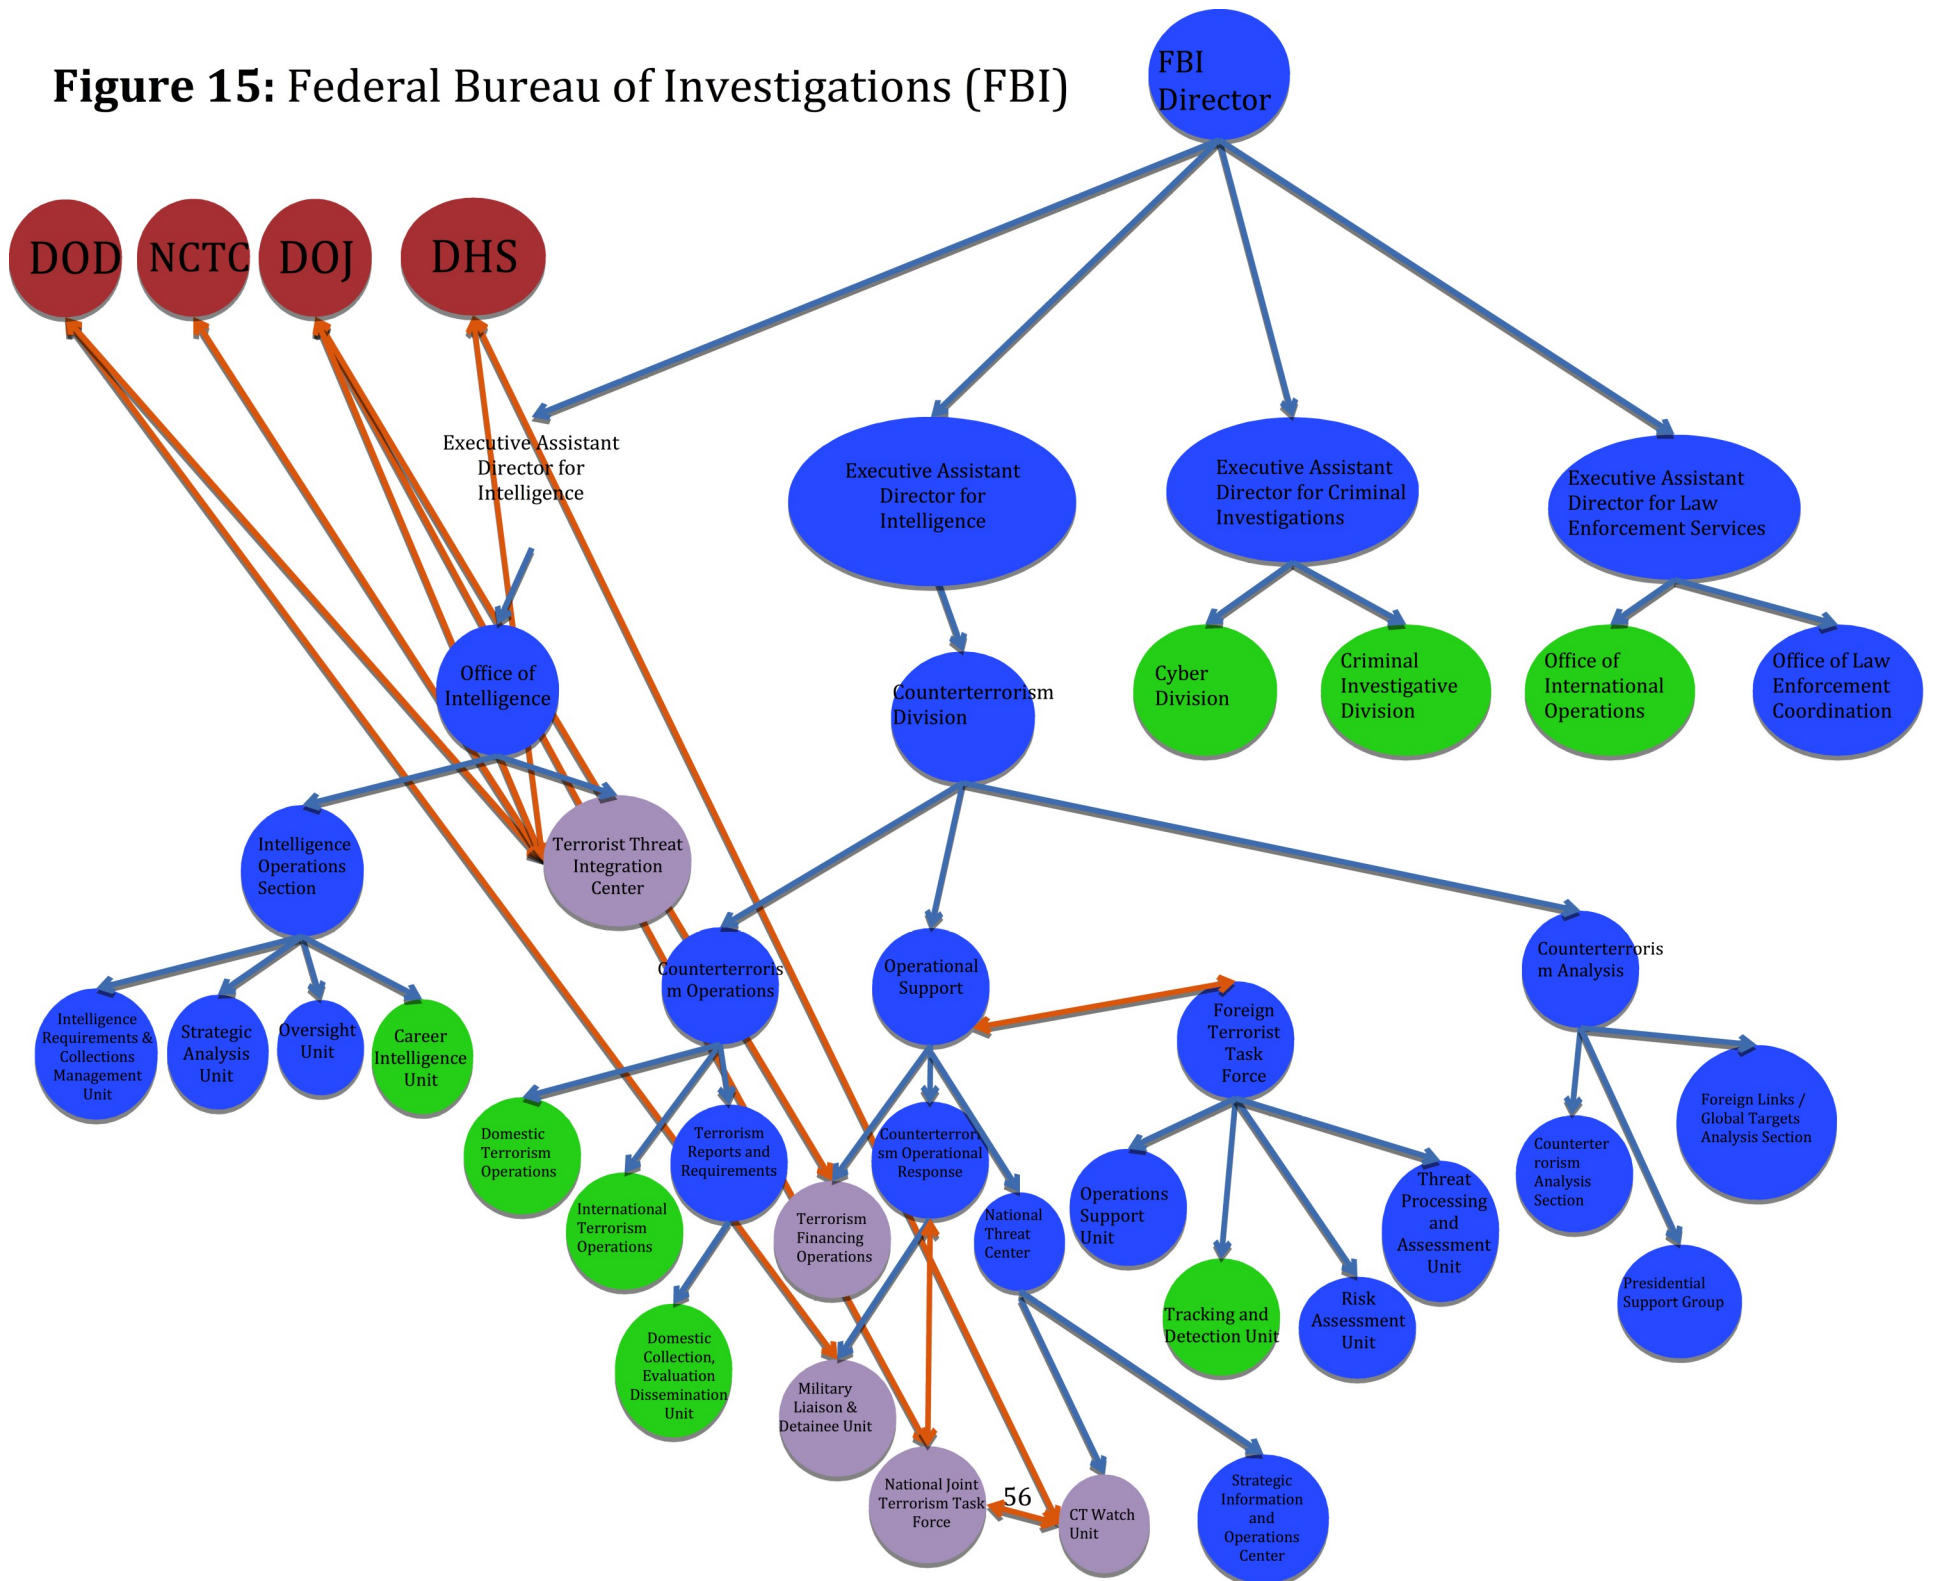 Figure 15: Federal Bureau of Investigations (FBI)
FBI
Director
DOD
NCTC
DOJ
DHS
Executive Assistant
Director for
Intelligence
Executive Assistant
Director for
Intelligence
Executive Assistant
Director for Criminal
Investigations
Executive Assistant
Director for Law
Enforcement Services
Office of
Intelligence
Counterterrorism
Division
Cyber
Division
Criminal
Investigative
Division
Office of
International
Operations
Office of Law
Enforcement
Coordination
Intelligence
Operations
Section
Terrorist Threat
Integration
Center
Counterterroris
m Operations
Operational
Support
Foreign
Terrorist
Task
Force
Counterterroris
m Analysis
Intelligence
Requirements &
Collections
Management
Unit
Strategic
Analysis
Unit
Oversight
Unit
Career
Intelligence
Unit
Domestic
Terrorism
Operations
International
Terrorism
Operations
Terrorism
Reports and
Requirements
Terrorism
Financing
Operations
Counterterrori
sm Operational
Response
National
Threat
Center
Operations
Support
Unit
Tracking and
Detection Unit
Risk
Assessment
Unit
Threat
Processing
and
Assessment
Unit
Counter­ter
rorism
Analysis
Section
Presidential
Support Group
Foreign Links /
Global Targets
Analysis Section
Domestic
Collection,
Evaluation
Dissemination
Unit
Military
Liaison &
Detainee Unit
National Joint
Terrorism Task
Force
56
CT Watch
Unit
Strategic
Information
and
Operations
Center